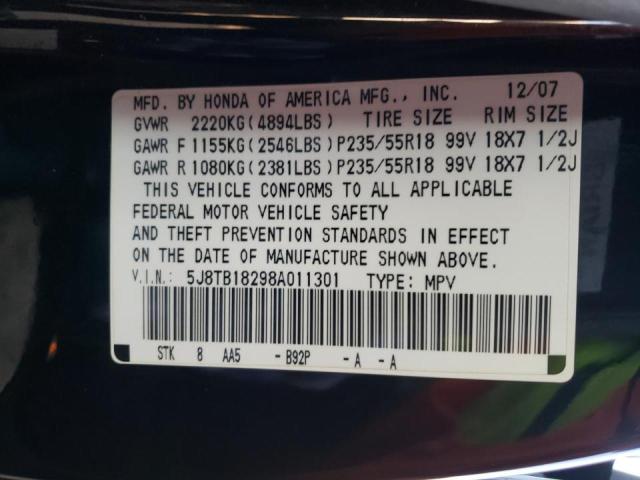 MFD. BY HONDA OF AMERICA MFG., INC. 12/07
GVWR 2220KG(4894LBS) TIRE SIZE RIM SIZE
GAWR F 1155KG(2546LBS)P235/55R18 99V 18X7 1/2J
GAWR R 1080KG(2381LBS)P235/55R18 99V 18X7 1/2J
THIS VEHICLE CONFORMS TO ALL APPLICABLE
FEDERAL MOTOR VEHICLE SAFETY
AND THEFT PREVENTION STANDARDS IN EFFECT
ON THE DATE OF MANUFACTURE SHOWN ABOVE.
V.I.N.: 5J8TB18298A011301 TYPE: MPV
STK 8 AA5 -B92P -A -A